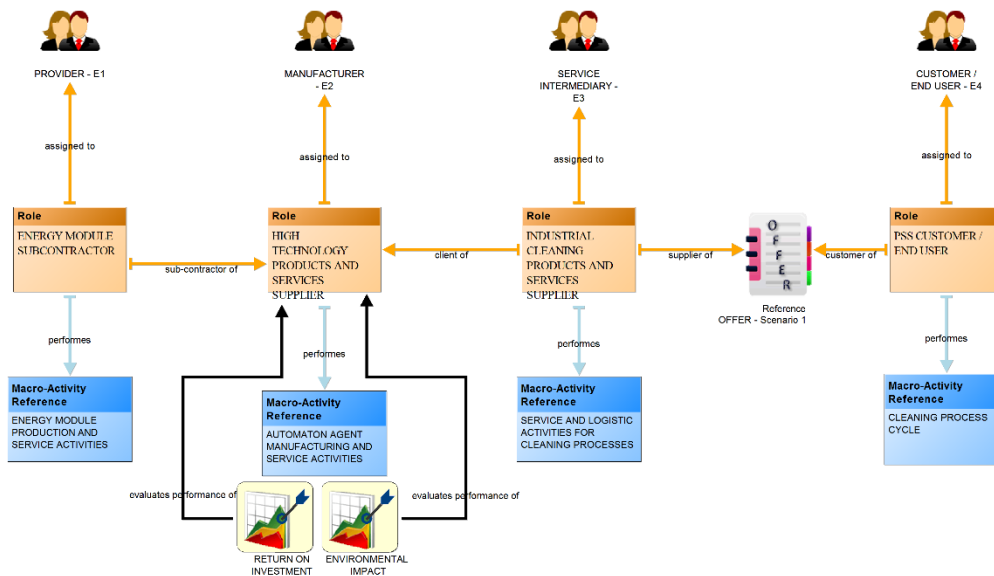 PROVIDER - E1
MANUFACTURER
- E2
SERVICE
INTERMEDIARY -
E3
CUSTOMER /
END USER - E4
assigned to
assigned to
assigned to
assigned to
Role
ENERGY MODULE
SUBCONTRACTOR
Role
HIGH
TECHNOLOGY
PRODUCTS AND
SERVICES
SUPPLIER
Role
INDUSTRIAL
CLEANING
PRODUCTS AND
SERVICES
SUPPLIER
OFFER
Role
PSS CUSTOMER /
END USER
sub-contractor of
client of
supplier of
customer of
Reference
OFFER - Scenario 1
performes
performes
performes
performes
Macro-Activity
Reference
ENERGY MODULE
PRODUCTION AND
SERVICE ACTIVITIES
Macro-Activity
Reference
AUTOMATON AGENT
MANUFACTURING AND
SERVICE ACTIVITIES
Macro-Activity
Reference
SERVICE AND LOGISTIC
ACTIVITIES FOR
CLEANING PROCESSES
Macro-Activity
Reference
CLEANING PROCESS
CYCLE
evaluates performance of
evaluates performance of
RETURN ON
INVESTMENT
ENVIRONMENTAL
IMPACT